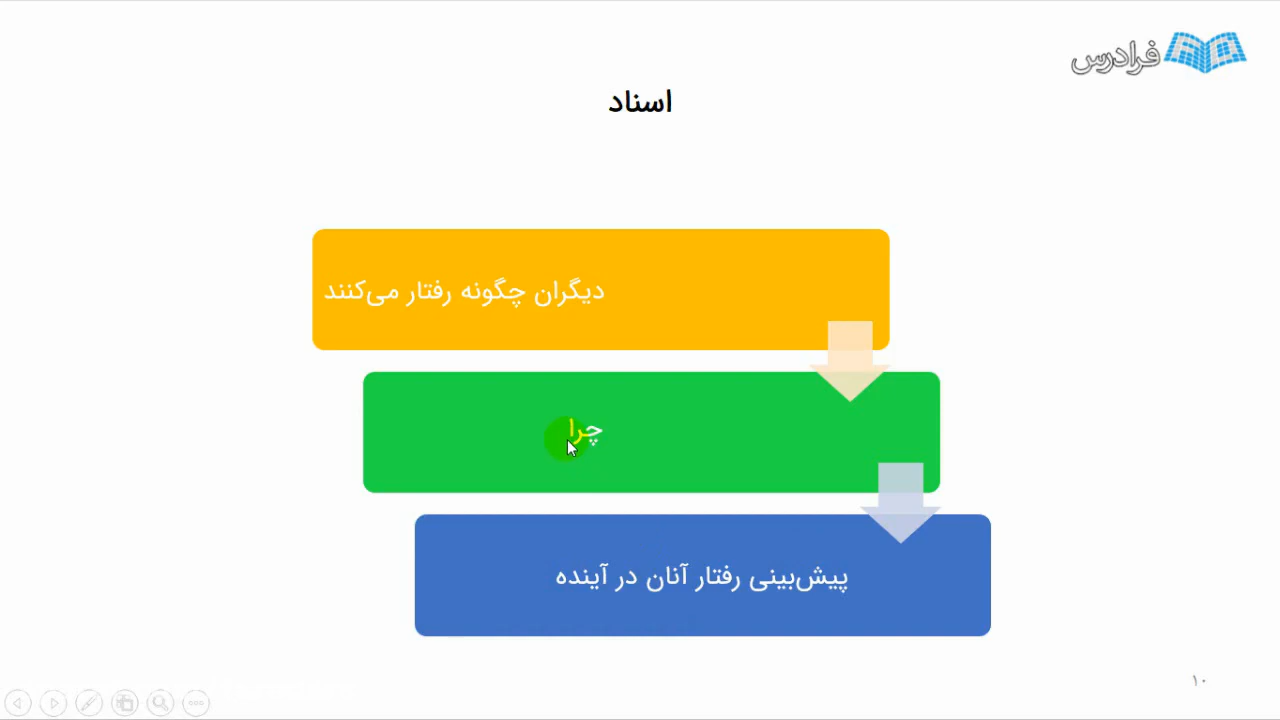 فرادرس
اسناد
دیگران چگونه رفتار می‌کنند
چرا
پیش‌بینی رفتار آنان در آینده
۱۰